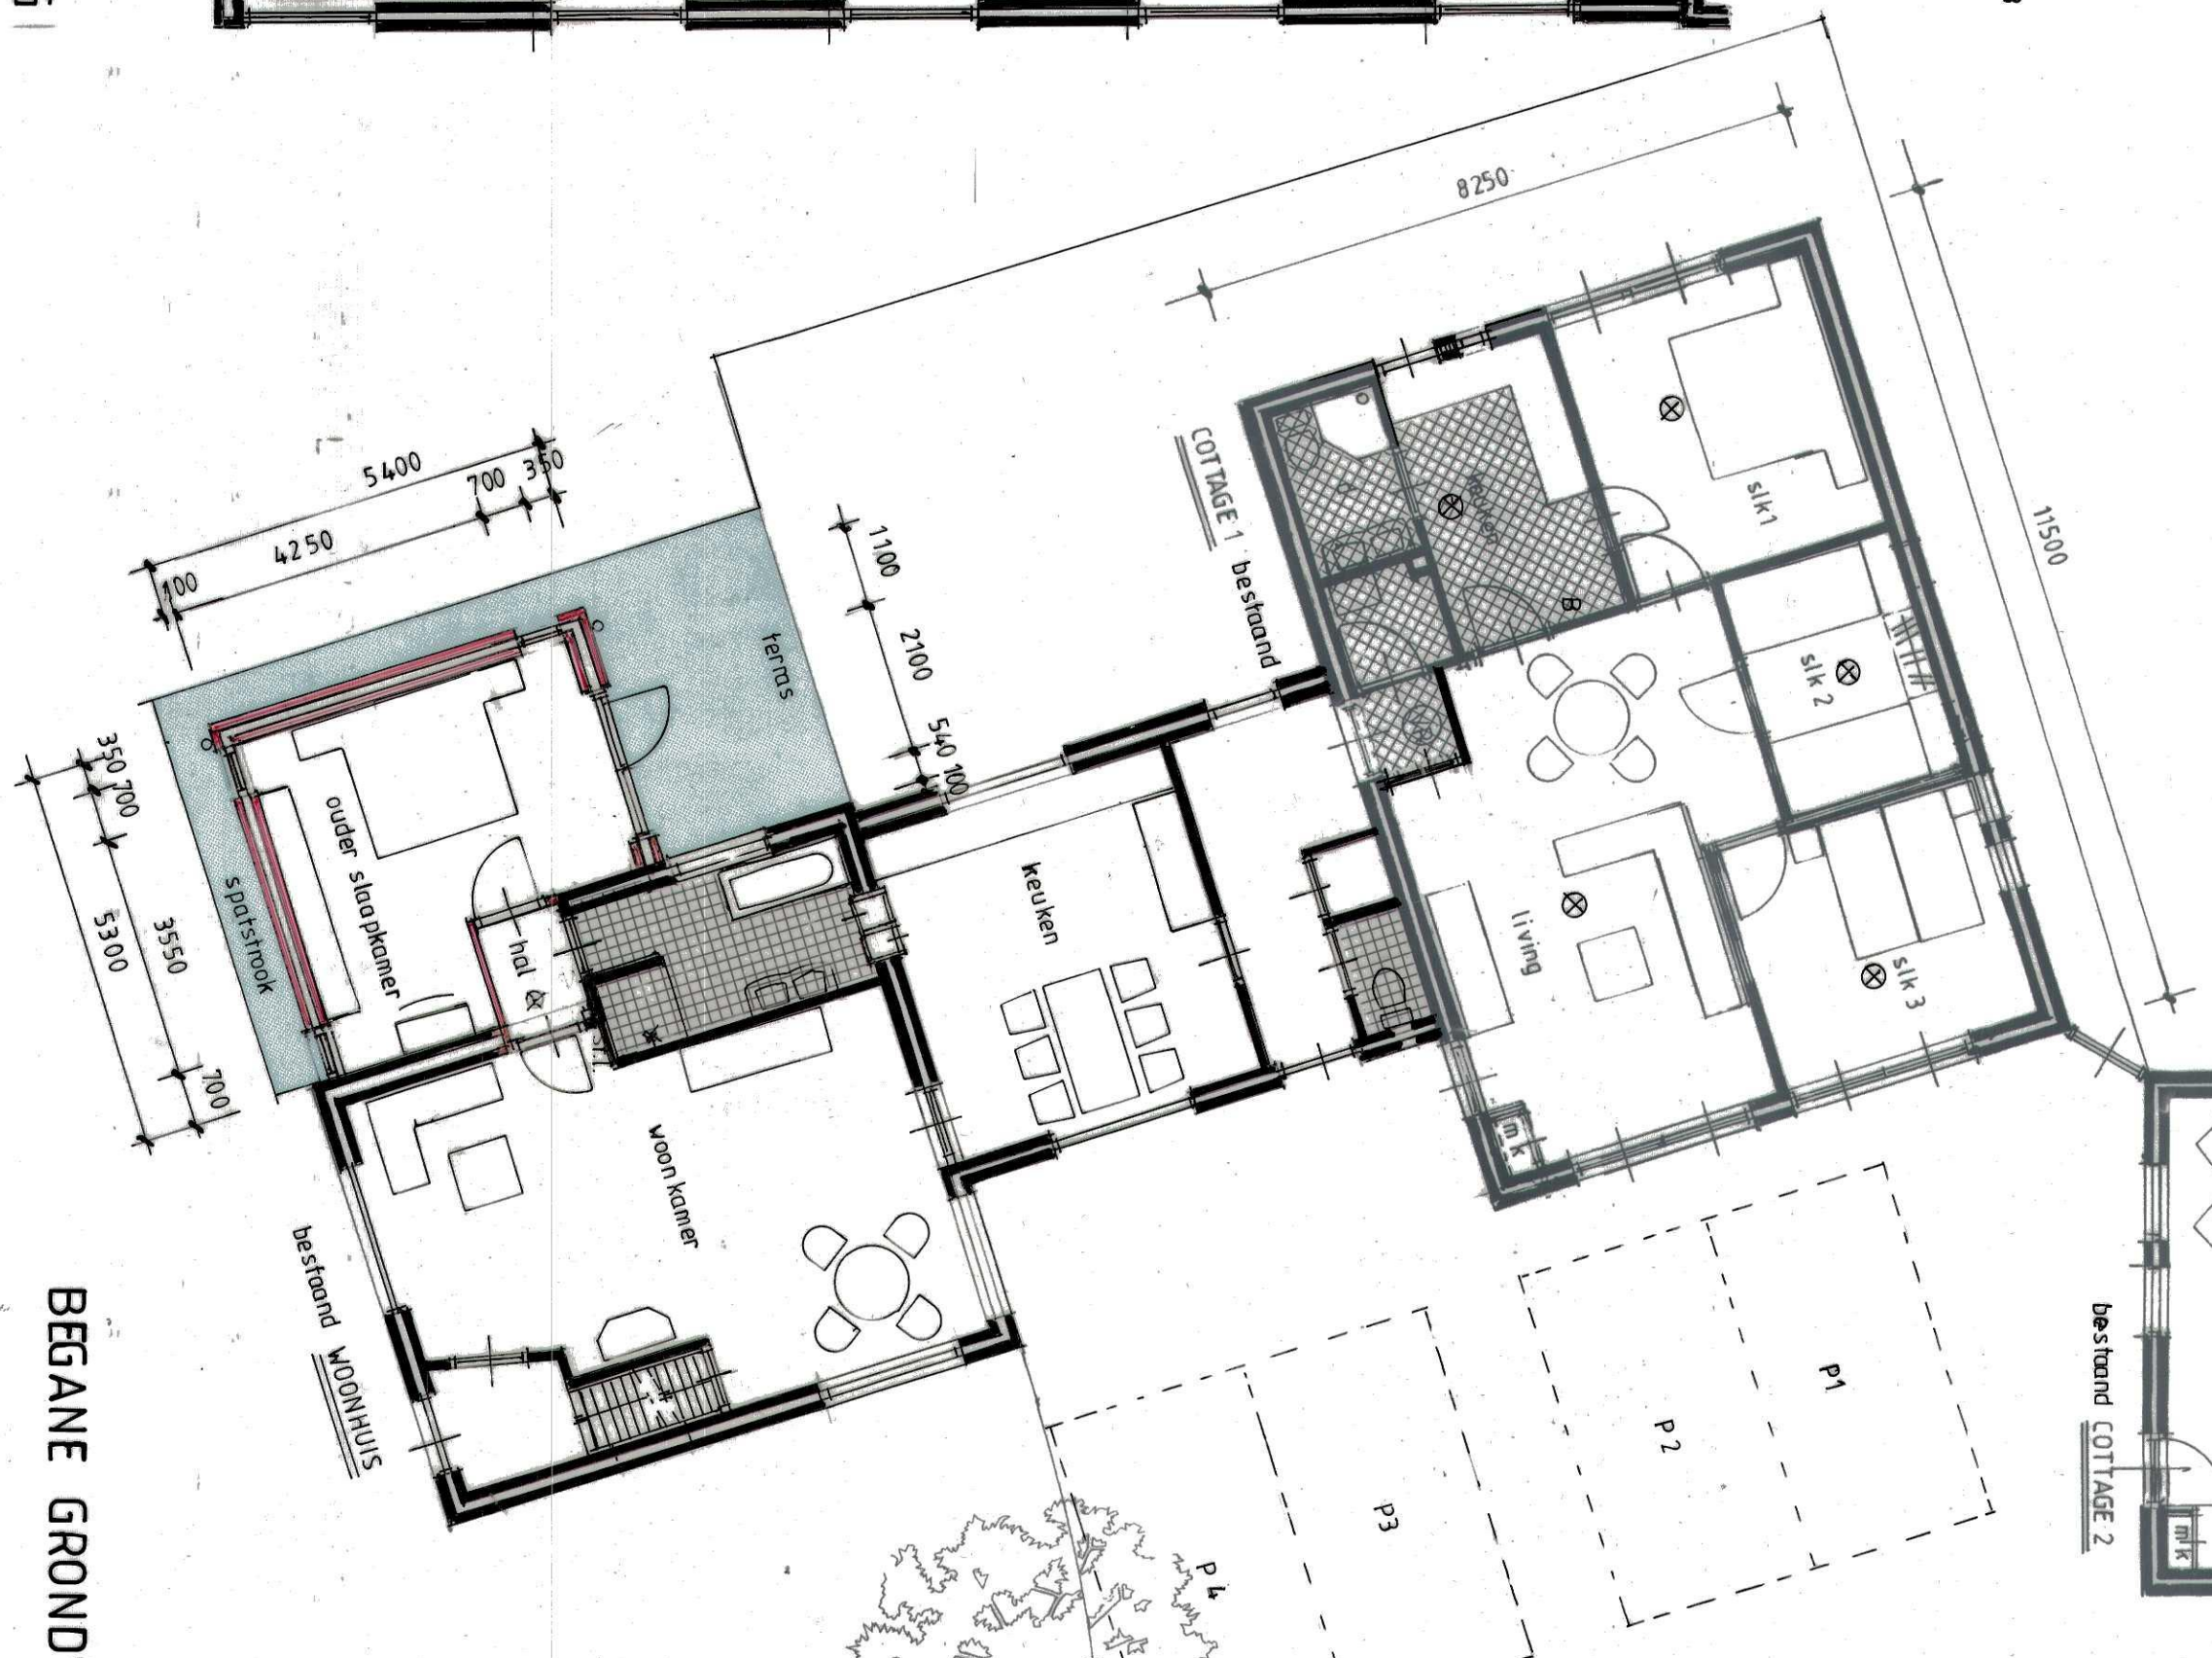 8250
11500
5400
700
350
4250
100
1100
2100
540
100
350
700
3550
5300
700
COTTAGE 1 bestaand
keuken
B
slk1
slk 2
slk 3
living
mk
terras
ouder slaapkamer
spatstrook
hal
keuken
woonkamer
bestaand WOONHUIS
P1
P2
P3
P4
bestaand COTTAGE 2
mk
BEGANE GROND